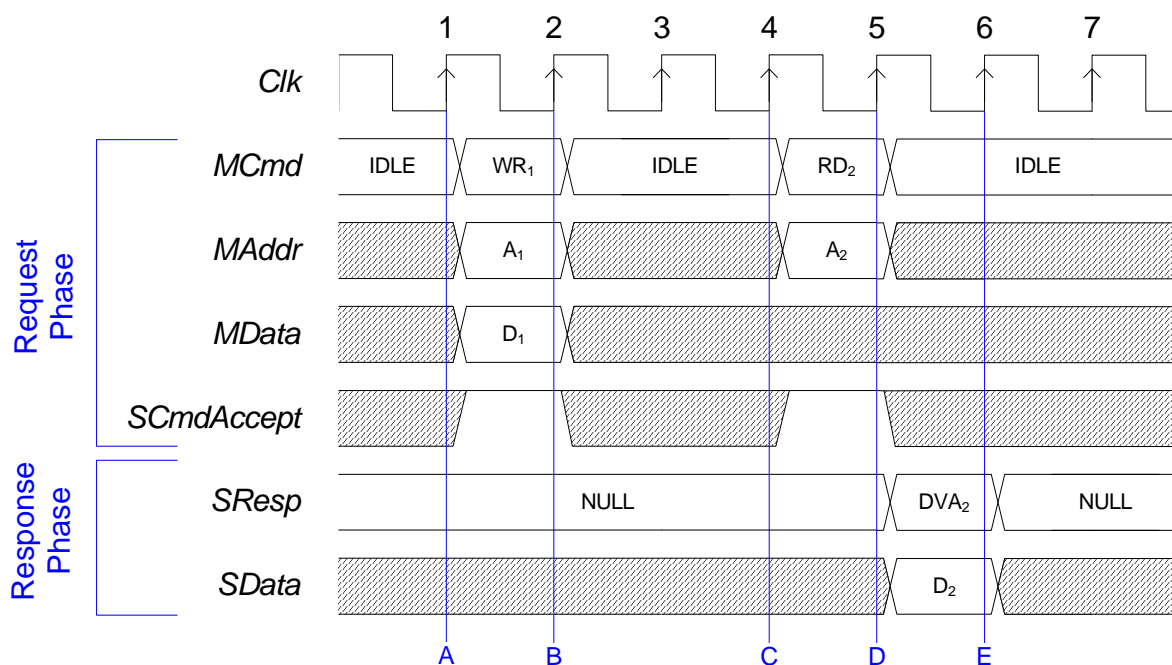 1 2 3 4 5 6 7
Clk
MCmd IDLE WR₁ IDLE RD₂ IDLE
MAddr A₁ A₂
MData D₁
SCmdAccept
Request
Phase
SResp NULL DVA₂ NULL
SData D₂
Response
Phase
A B C D E